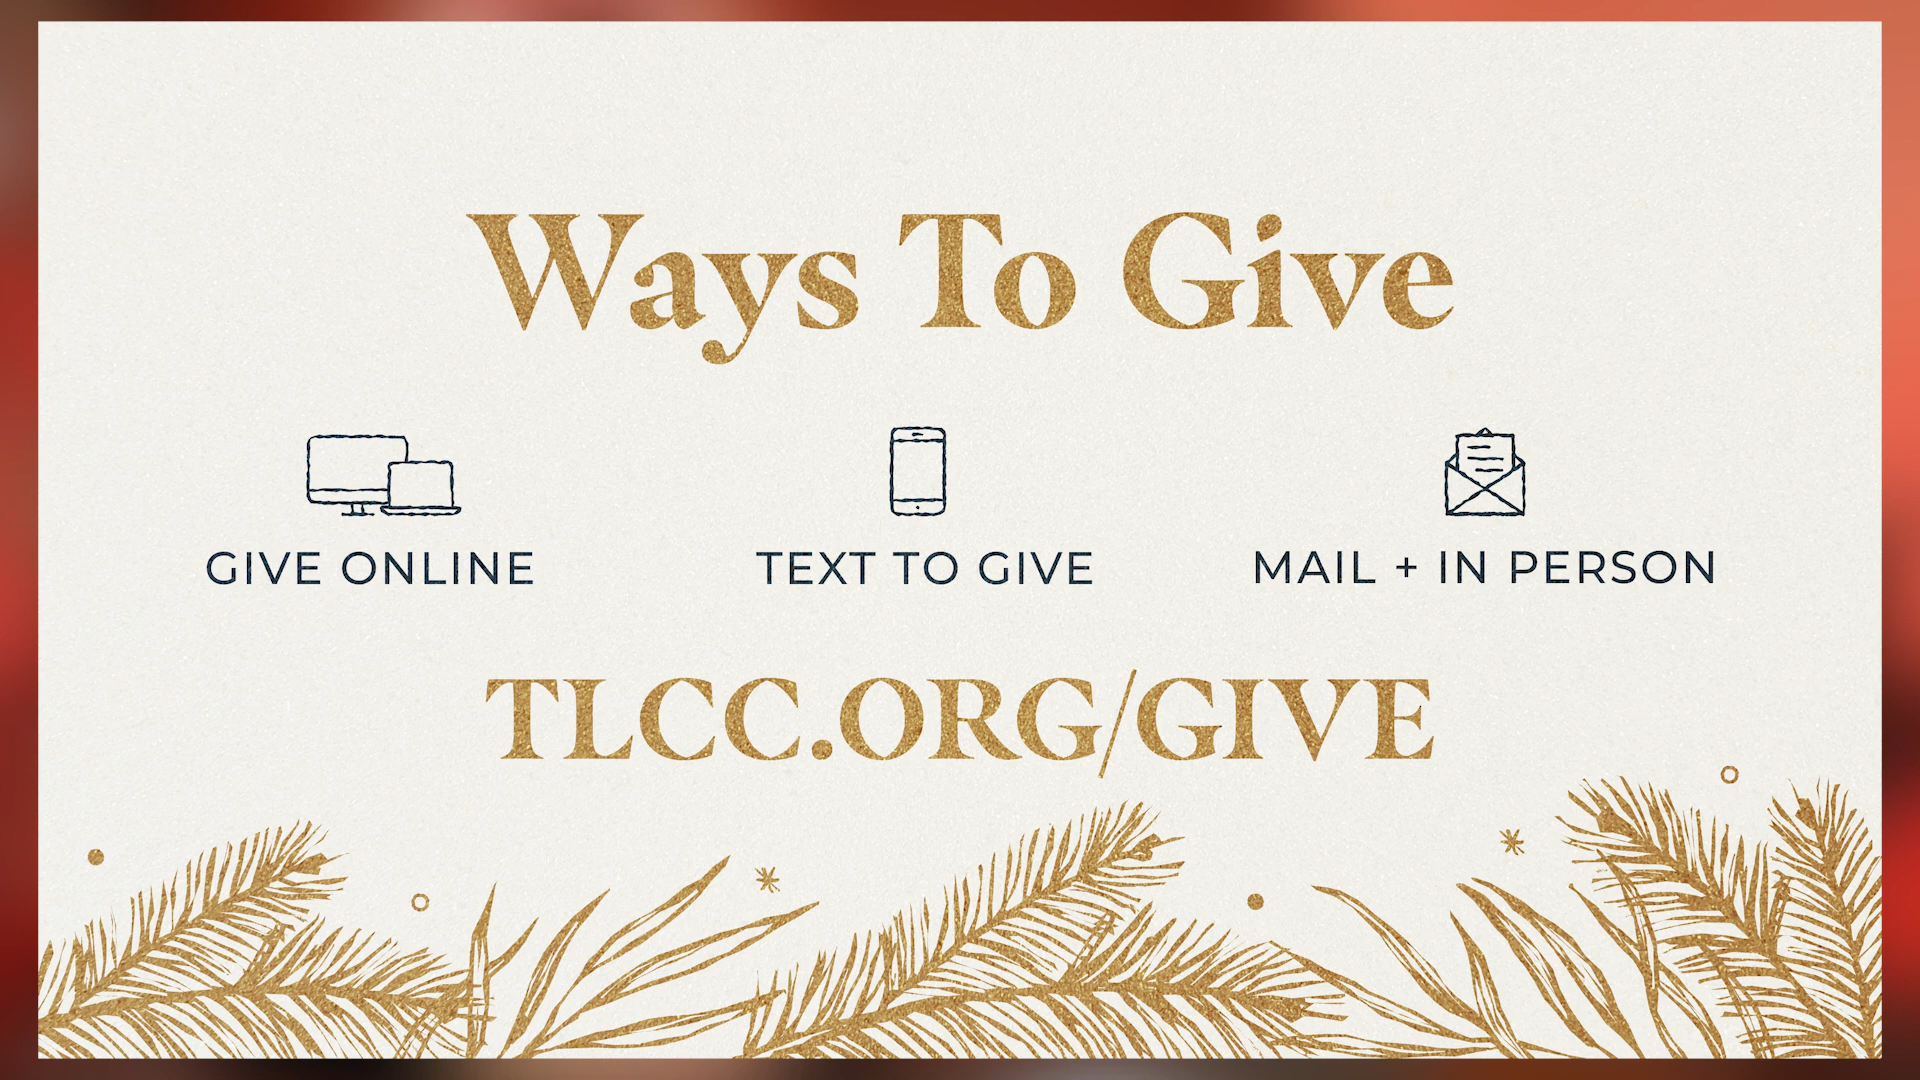 Ways To Give
GIVE ONLINE
TEXT TO GIVE
MAIL + IN PERSON
TLCC.ORG/GIVE